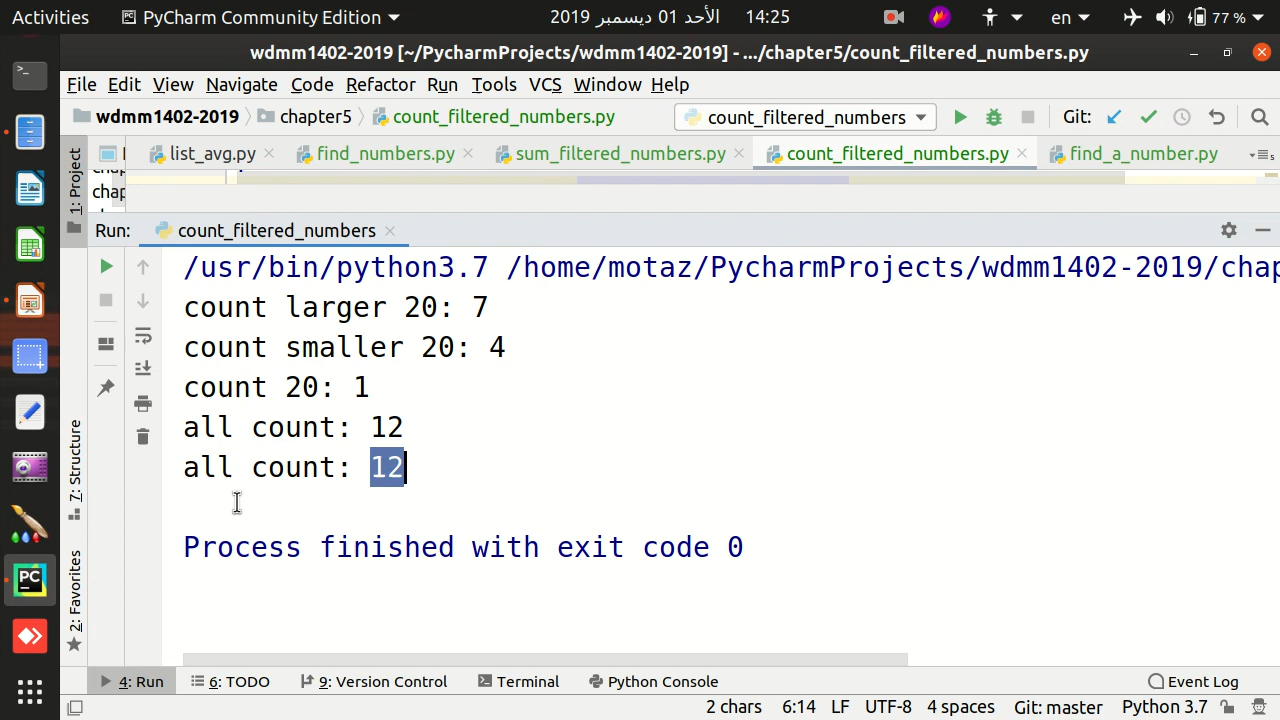 Activities PyCharm Community Edition الأحد 01 ديسمبر 2019 14:25 en 77 %
wdmm1402-2019 [~/PycharmProjects/wdmm1402-2019] - .../chapter5/count_filtered_numbers.py
File Edit View Navigate Code Refactor Run Tools VCS Window Help
wdmm1402-2019 chapter5 count_filtered_numbers.py count_filtered_numbers Git:
1: Project list_avg.py find_numbers.py sum_filtered_numbers.py count_filtered_numbers.py find_a_number.py
chap
Run: count_filtered_numbers
/usr/bin/python3.7 /home/motaz/PycharmProjects/wdmm1402-2019/chap
count larger 20: 7
count smaller 20: 4
count 20: 1
all count: 12
all count: 12
Process finished with exit code 0
7: Structure
2: Favorites
4: Run 6: TODO 9: Version Control Terminal Python Console Event Log
2 chars 6:14 LF UTF-8 4 spaces Git: master Python 3.7